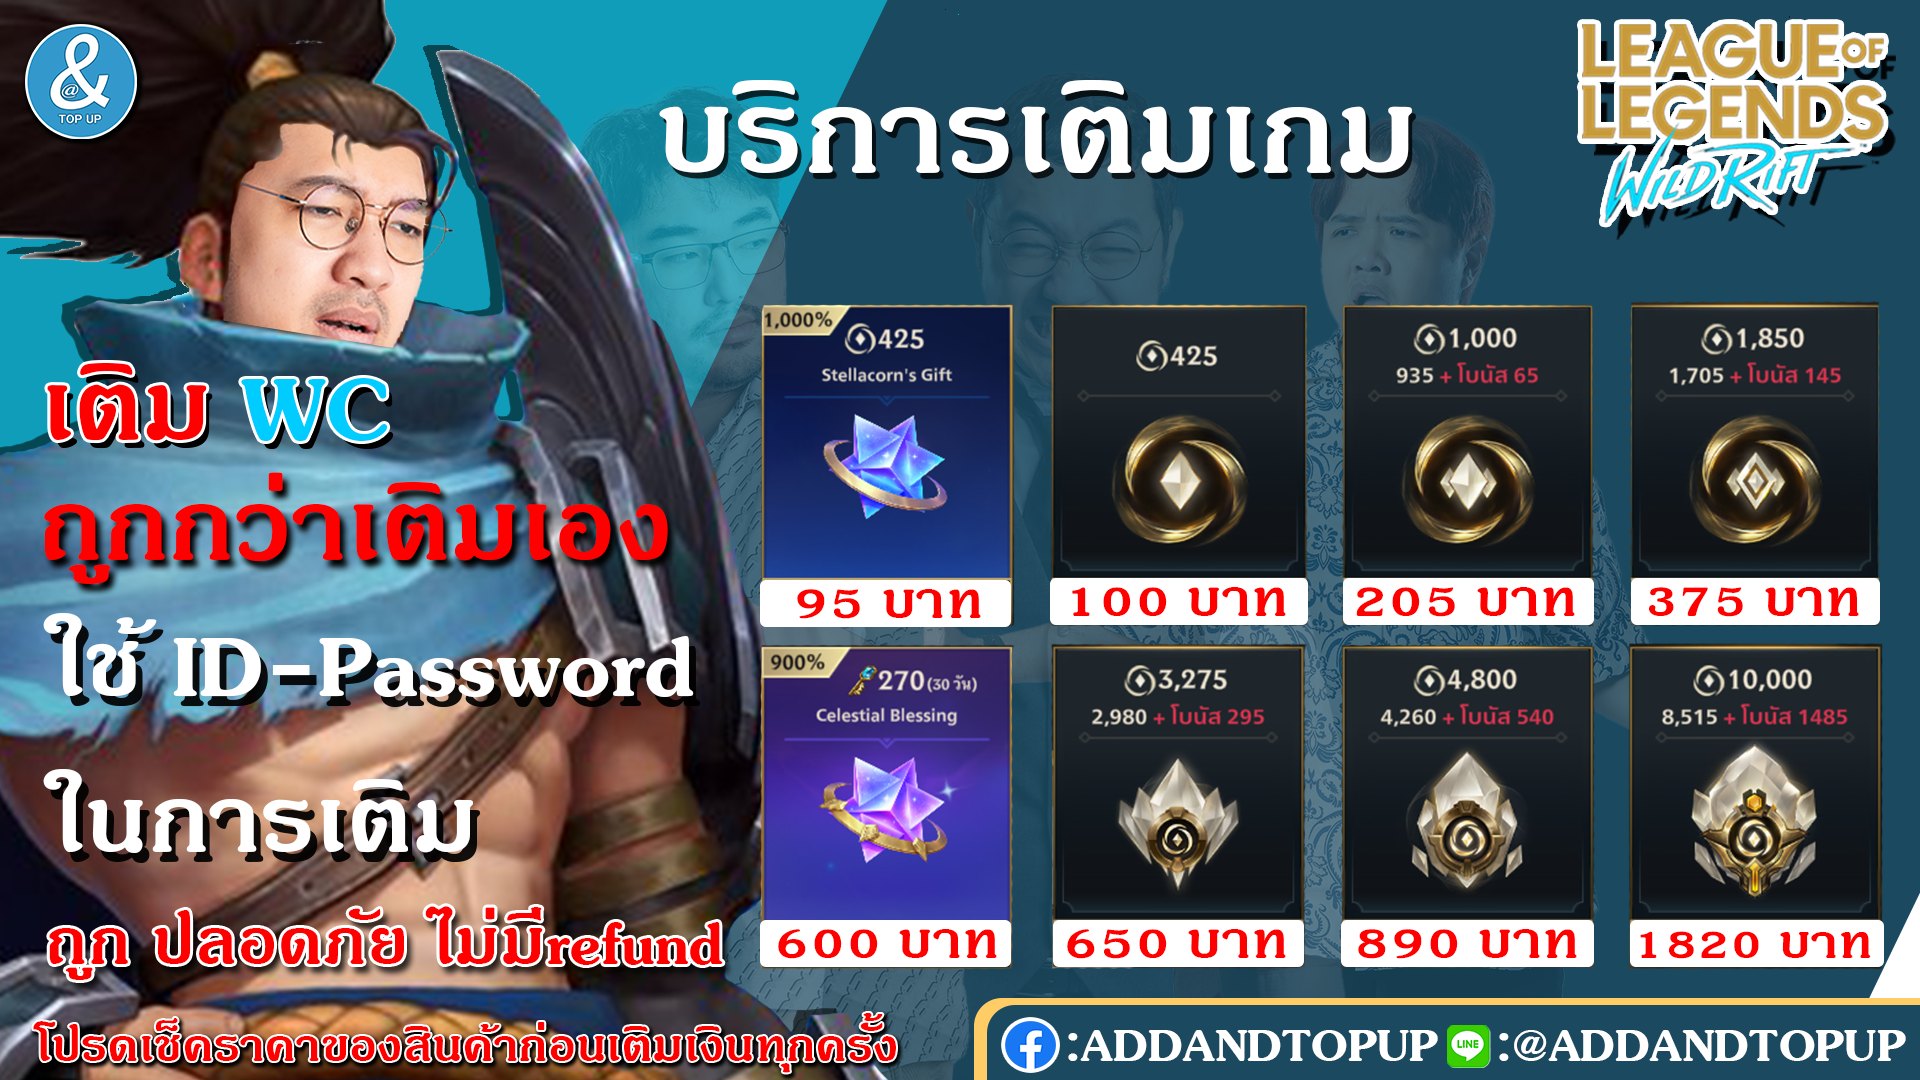 &
@
TOP UP
บริการเติมเกม
LEAGUE OF
LEGENDS
WILD RIFT
เติม WC
ถูกกว่าเติมเอง
ใช้ ID-Password
ในการเติม
ถูก ปลอดภัย ไม่มีrefund
โปรดเช็คราคาของสินค้าก่อนเติมเงินทุกครั้ง
1,000%
425
Stellacorn's Gift
95 บาท
425
100 บาท
1,000
935 + โบนัส 65
205 บาท
1,850
1,705 + โบนัส 145
375 บาท
900%
270 (30 วัน)
Celestial Blessing
600 บาท
3,275
2,980 + โบนัส 295
650 บาท
4,800
4,260 + โบนัส 540
890 บาท
10,000
8,515 + โบนัส 1485
1820 บาท
f :ADDANDTOPUP LINE :@ADDANDTOPUP